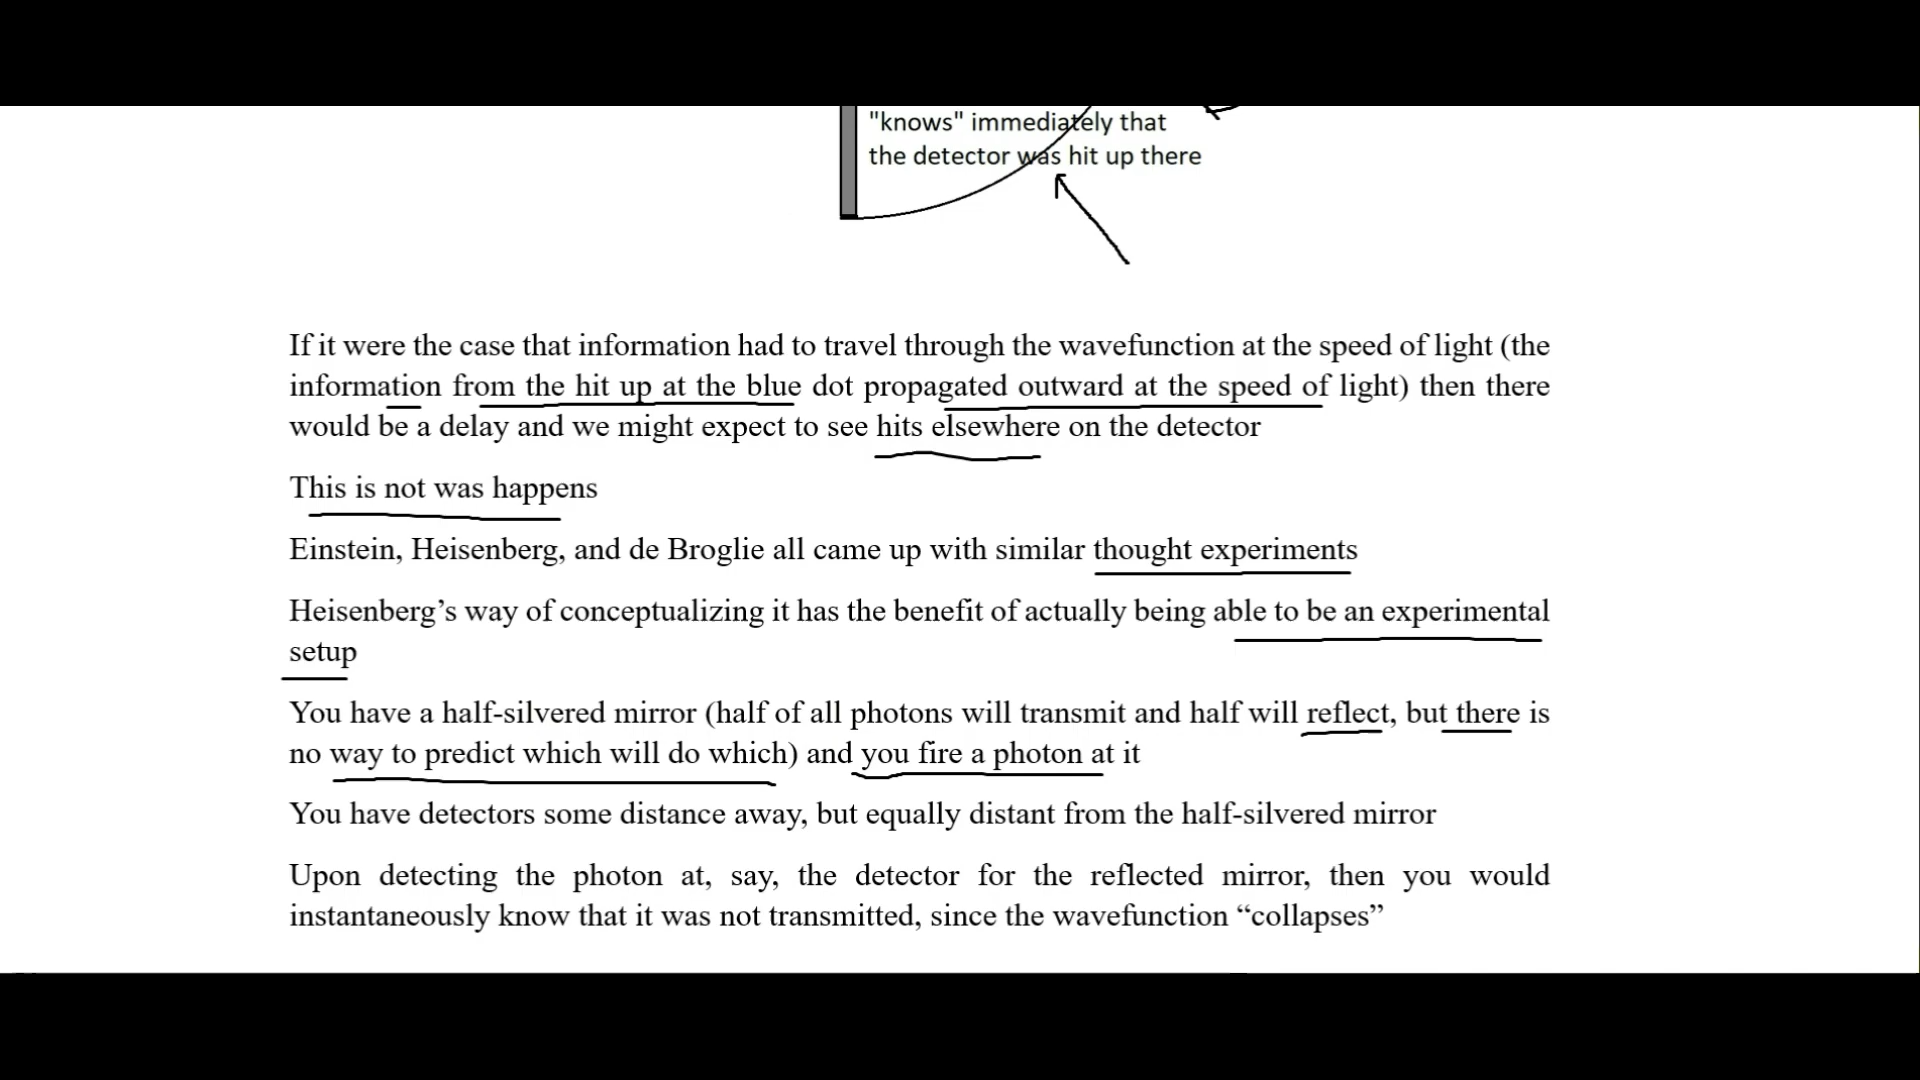 "knows" immediately that
the detector was hit up there
If it were the case that information had to travel through the wavefunction at the speed of light (the
information from the hit up at the blue dot propagated outward at the speed of light) then there
would be a delay and we might expect to see hits elsewhere on the detector
This is not was happens
Einstein, Heisenberg, and de Broglie all came up with similar thought experiments
Heisenberg’s way of conceptualizing it has the benefit of actually being able to be an experimental
setup
You have a half-silvered mirror (half of all photons will transmit and half will reflect, but there is
no way to predict which will do which) and you fire a photon at it
You have detectors some distance away, but equally distant from the half-silvered mirror
Upon detecting the photon at, say, the detector for the reflected mirror, then you would
instantaneously know that it was not transmitted, since the wavefunction “collapses”